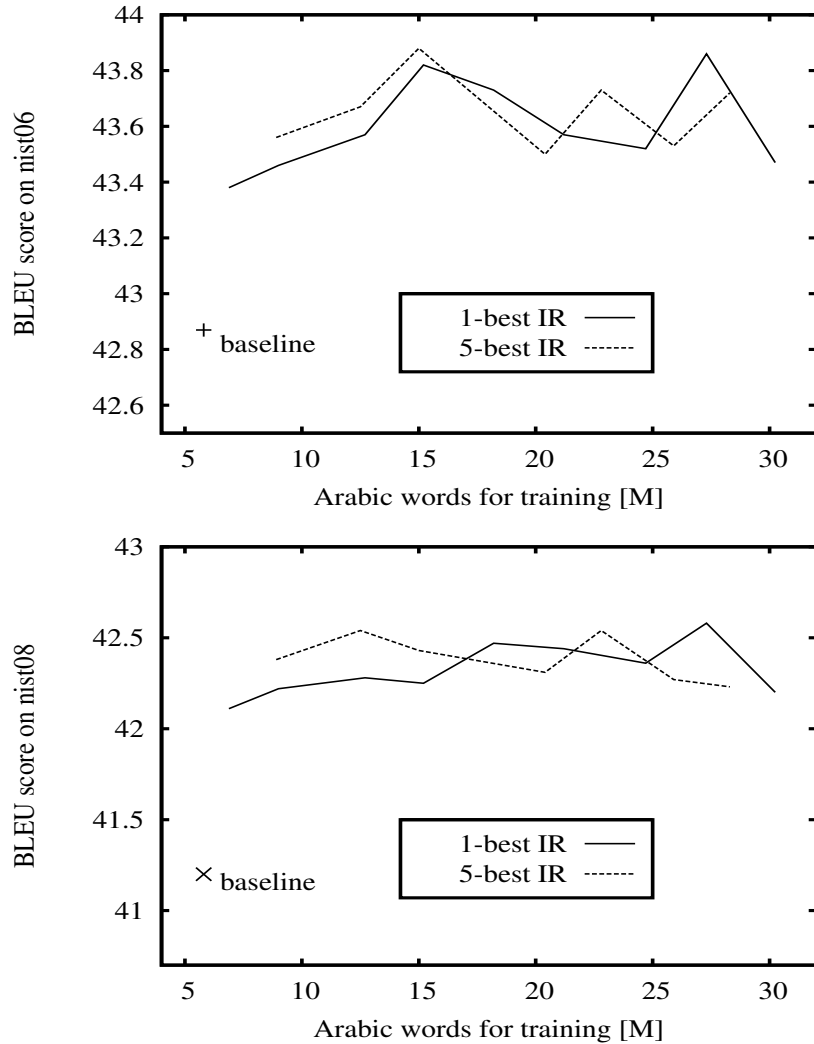 44
43.8
43.6
43.4
43.2
43
42.8
42.6
BLEU score on nist06
1-best IR
5-best IR
baseline
5 10 15 20 25 30
Arabic words for training [M]
43
42.5
42
41.5
41
BLEU score on nist08
1-best IR
5-best IR
baseline
5 10 15 20 25 30
Arabic words for training [M]